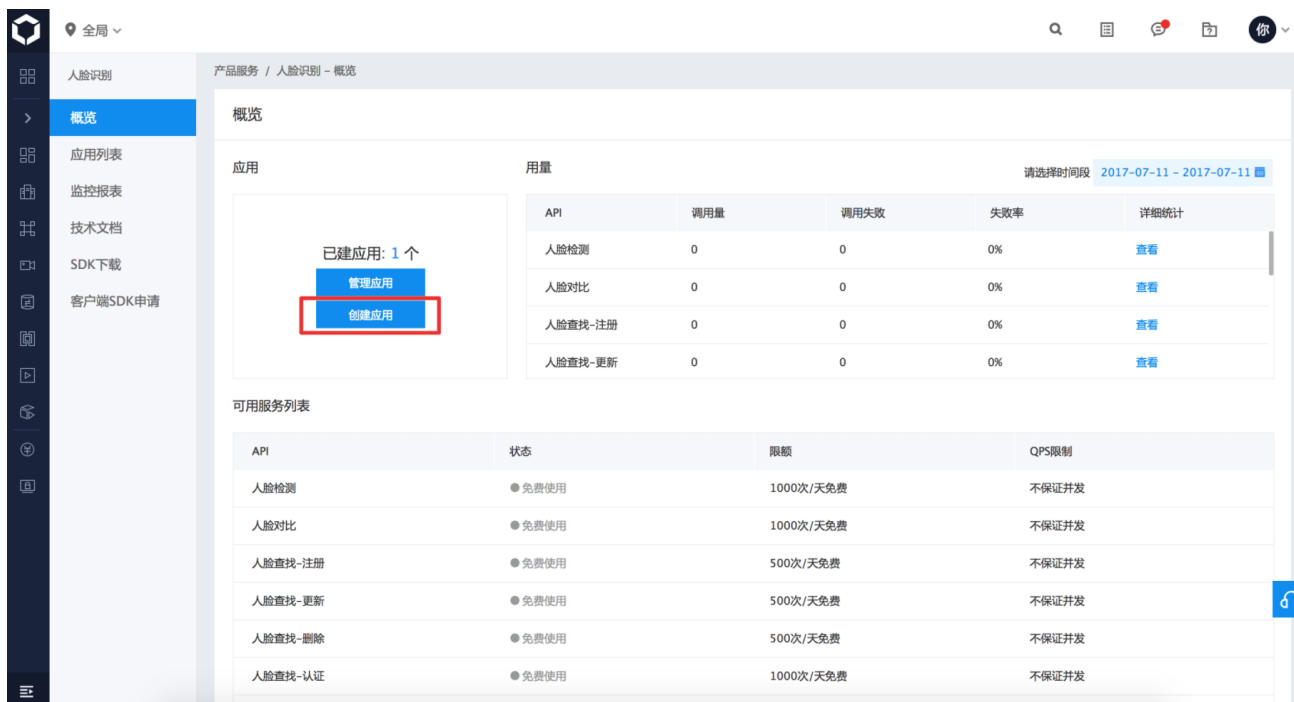 全局
你
人脸识别
产品服务 / 人脸识别 – 概览
概览
应用列表
监控报表
技术文档
SDK下载
客户端SDK申请
概览
应用
已建应用: 1 个
管理应用
创建应用
用量
请选择时间段 2017-07-11 – 2017-07-11
API 调用量 调用失败 失败率 详细统计
人脸检测 0 0 0% 查看
人脸对比 0 0 0% 查看
人脸查找-注册 0 0 0% 查看
人脸查找-更新 0 0 0% 查看
可用服务列表
API 状态 限额 QPS限制
人脸检测 免费使用 1000次/天免费 不保证并发
人脸对比 免费使用 1000次/天免费 不保证并发
人脸查找-注册 免费使用 500次/天免费 不保证并发
人脸查找-更新 免费使用 500次/天免费 不保证并发
人脸查找-删除 免费使用 500次/天免费 不保证并发
人脸查找-认证 免费使用 1000次/天免费 不保证并发